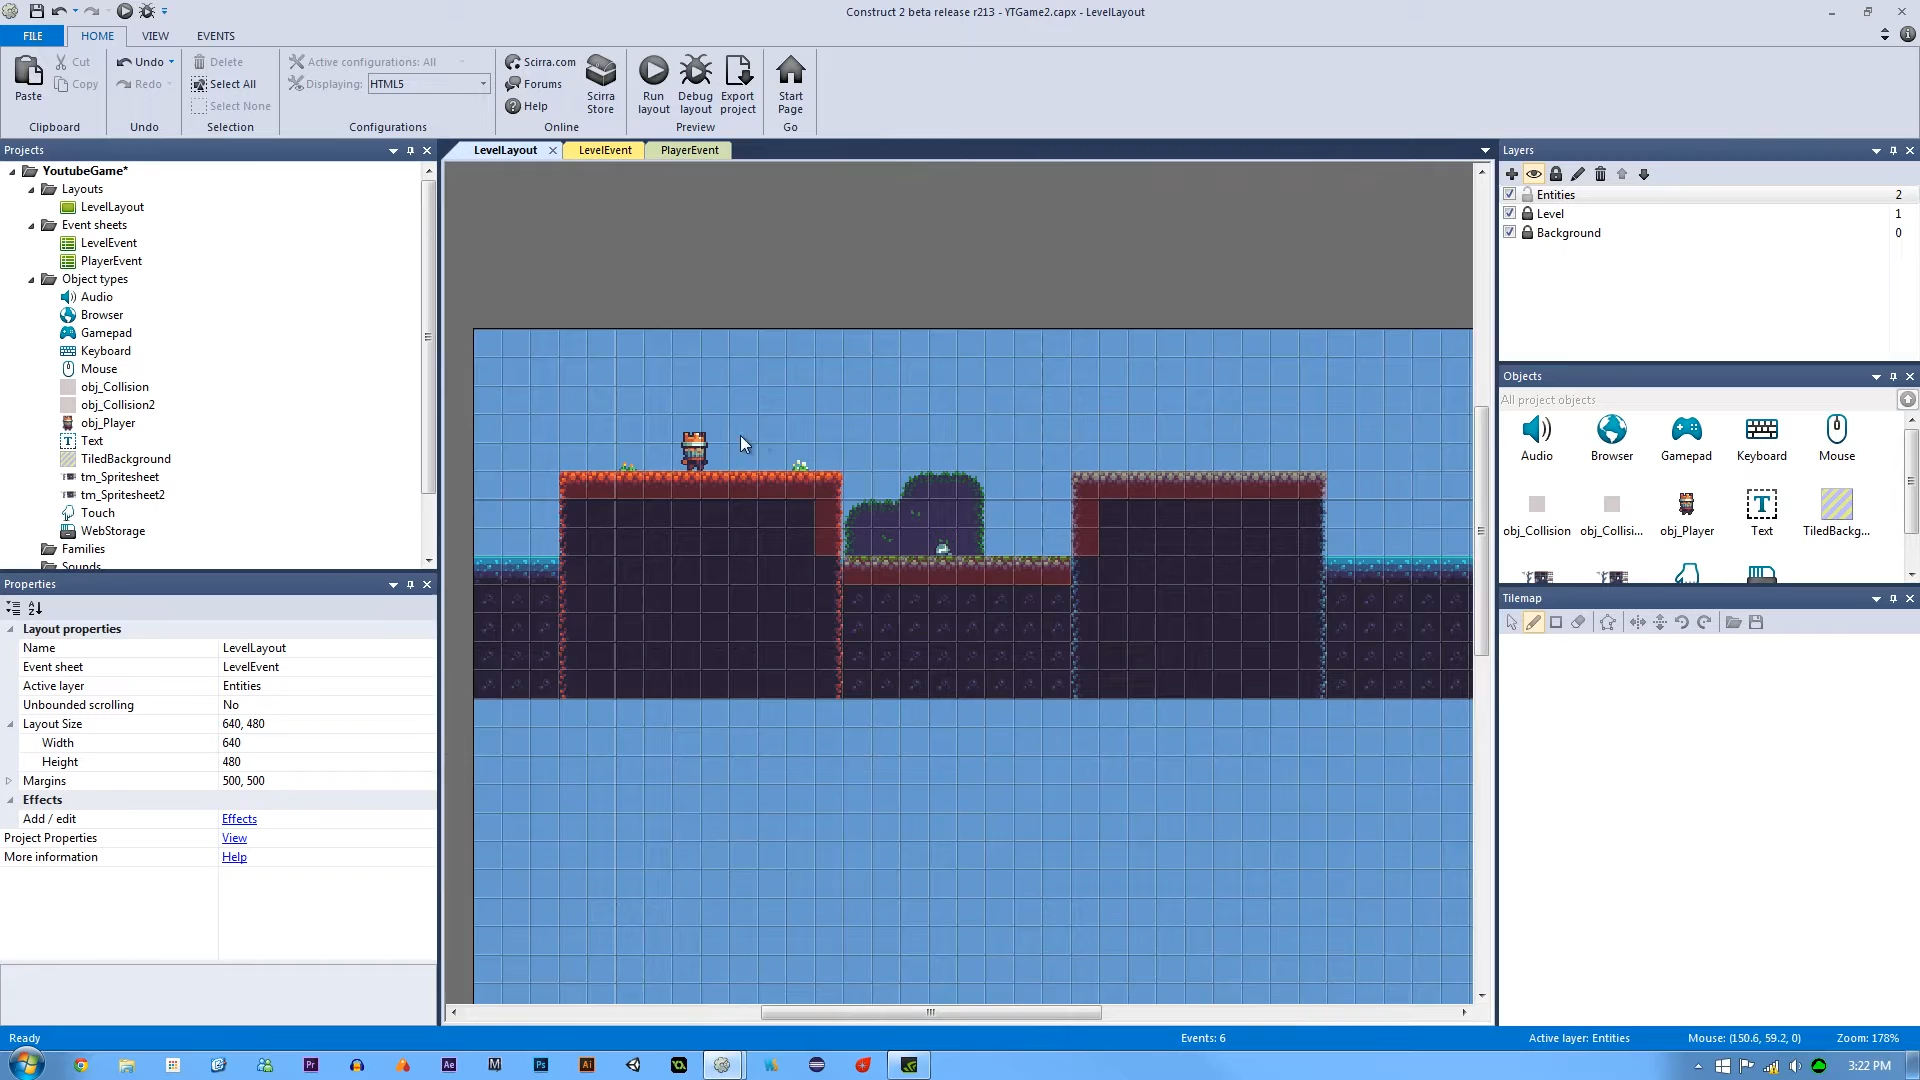 Construct 2 beta release r213 - YTGame2.capx - LevelLayout
FILE
HOME
VIEW
EVENTS
Paste
Cut
Copy
Clipboard
Undo
Redo
Undo
Delete
Select All
Select None
Selection
Active configurations: All
Displaying:
HTML5
Configurations
Scirra.com
Forums
Help
Scirra Store
Online
Run layout
Debug layout
Export project
Preview
Start Page
Go
Projects
YoutubeGame*
Layouts
LevelLayout
Event sheets
LevelEvent
PlayerEvent
Object types
Audio
Browser
Gamepad
Keyboard
Mouse
obj_Collision
obj_Collision2
obj_Player
Text
TiledBackground
tm_Spritesheet
tm_Spritesheet2
Touch
WebStorage
Families
Sounds
Properties
Layout properties
Name LevelLayout
Event sheet LevelEvent
Active layer Entities
Unbounded scrolling No
Layout Size 640, 480
Width 640
Height 480
Margins 500, 500
Effects
Add / edit Effects
Project Properties View
More information Help
LevelLayout
LevelEvent
PlayerEvent
Layers
Entities 2
Level 1
Background 0
Objects
All project objects
Audio
Browser
Gamepad
Keyboard
Mouse
obj_Collision
obj_Collisi...
obj_Player
Text
TiledBackg...
Tilemap
Ready
Events: 6
Active layer: Entities
Mouse: (150.6, 59.2, 0)
Zoom: 178%
Pr
Ae
M
Ps
Ai
3:22 PM